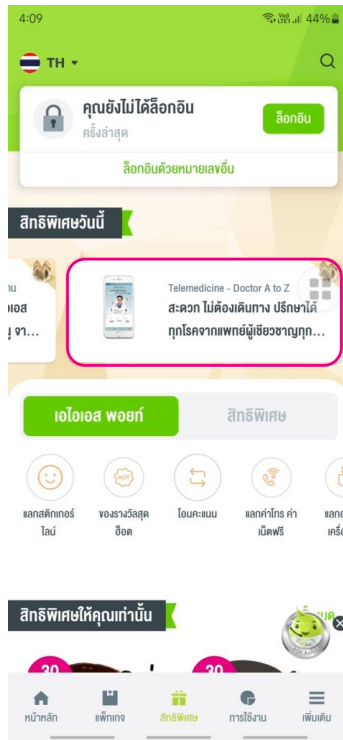 4:09
44%
TH
คุณยังไม่ได้ล็อกอิน
ครั้งล่าสุด
ล็อกอิน
ล็อกอินด้วยหมายเลขอื่น
สิทธิพิเศษวันนี้
Telemedicine - Doctor A to Z
สะดวก ไม่ต้องเดินทาง ปรึกษาได้
ทุกโรคจากแพทย์ผู้เชียวชาญทุก...
เอไอเอส พอยท์
สิทธิพิเศษ
แลกสติกเกอร์
ไลน์
HOT
ของรางวัลสุด
ฮ็อต
โอนคะแนน
แลกค่าโทร ค่า
เน็ตฟรี
สิทธิพิเศษให้คุณเท่านั้น
30
30
หน้าหลัก
แพ็กเกจ
สิทธิพิเศษ
การใช้งาน
เพิ่มเติม